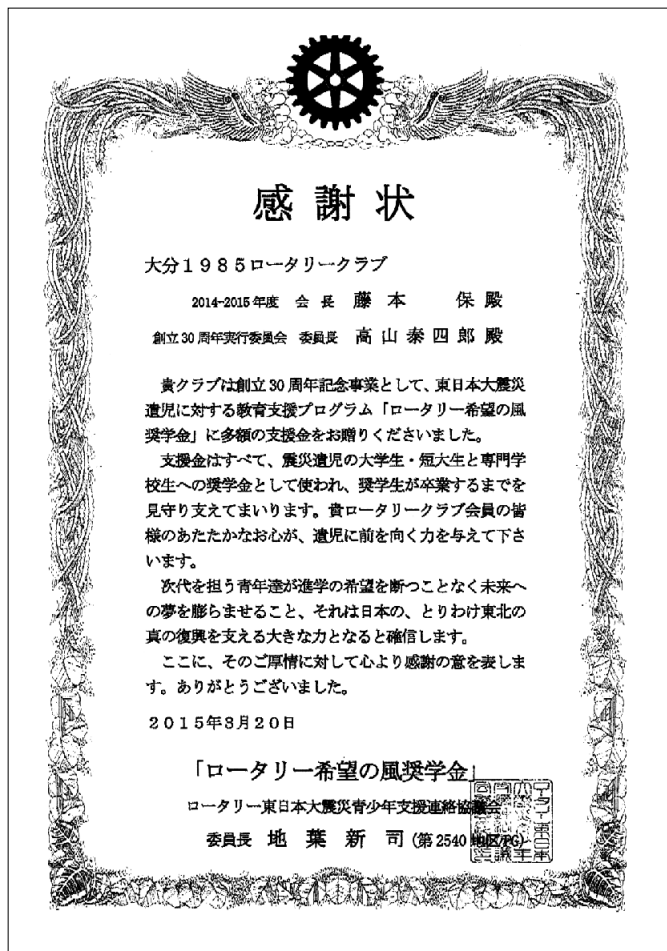 感謝状
大分１９８５ロータリークラブ
2014-2015年度 会長 藤本 保殿
創立30周年実行委員会 委員長 高山泰四郎殿
貴クラブは創立30周年記念事業として、東日本大震災
遺児に対する教育支援プログラム「ロータリー希望の風
奨学金」に多額の支援金をお贈りくださいました。
支援金はすべて、震災遺児の大学生・短大生と専門学
校生への奨学金として使われ、奨学生が卒業するまでを
見守り支えてまいります。貴ロータリークラブ会員の皆
様のあたたかなお心が、遺児に前を向く力を与えて下さ
います。
次代を担う青年達が進学の希望を断つことなく未来へ
の夢を膨らませること、それは日本の、とりわけ東北の
真の復興を支える大きな力となると確信します。
ここに、そのご厚情に対して心より感謝の意を表しま
す。ありがとうございました。
２０１５年３月２０日
「ロータリー希望の風奨学金」
ロータリー東日本大震災青少年支援連絡協議会
委員長 地葉新司 (第2540地区PG)